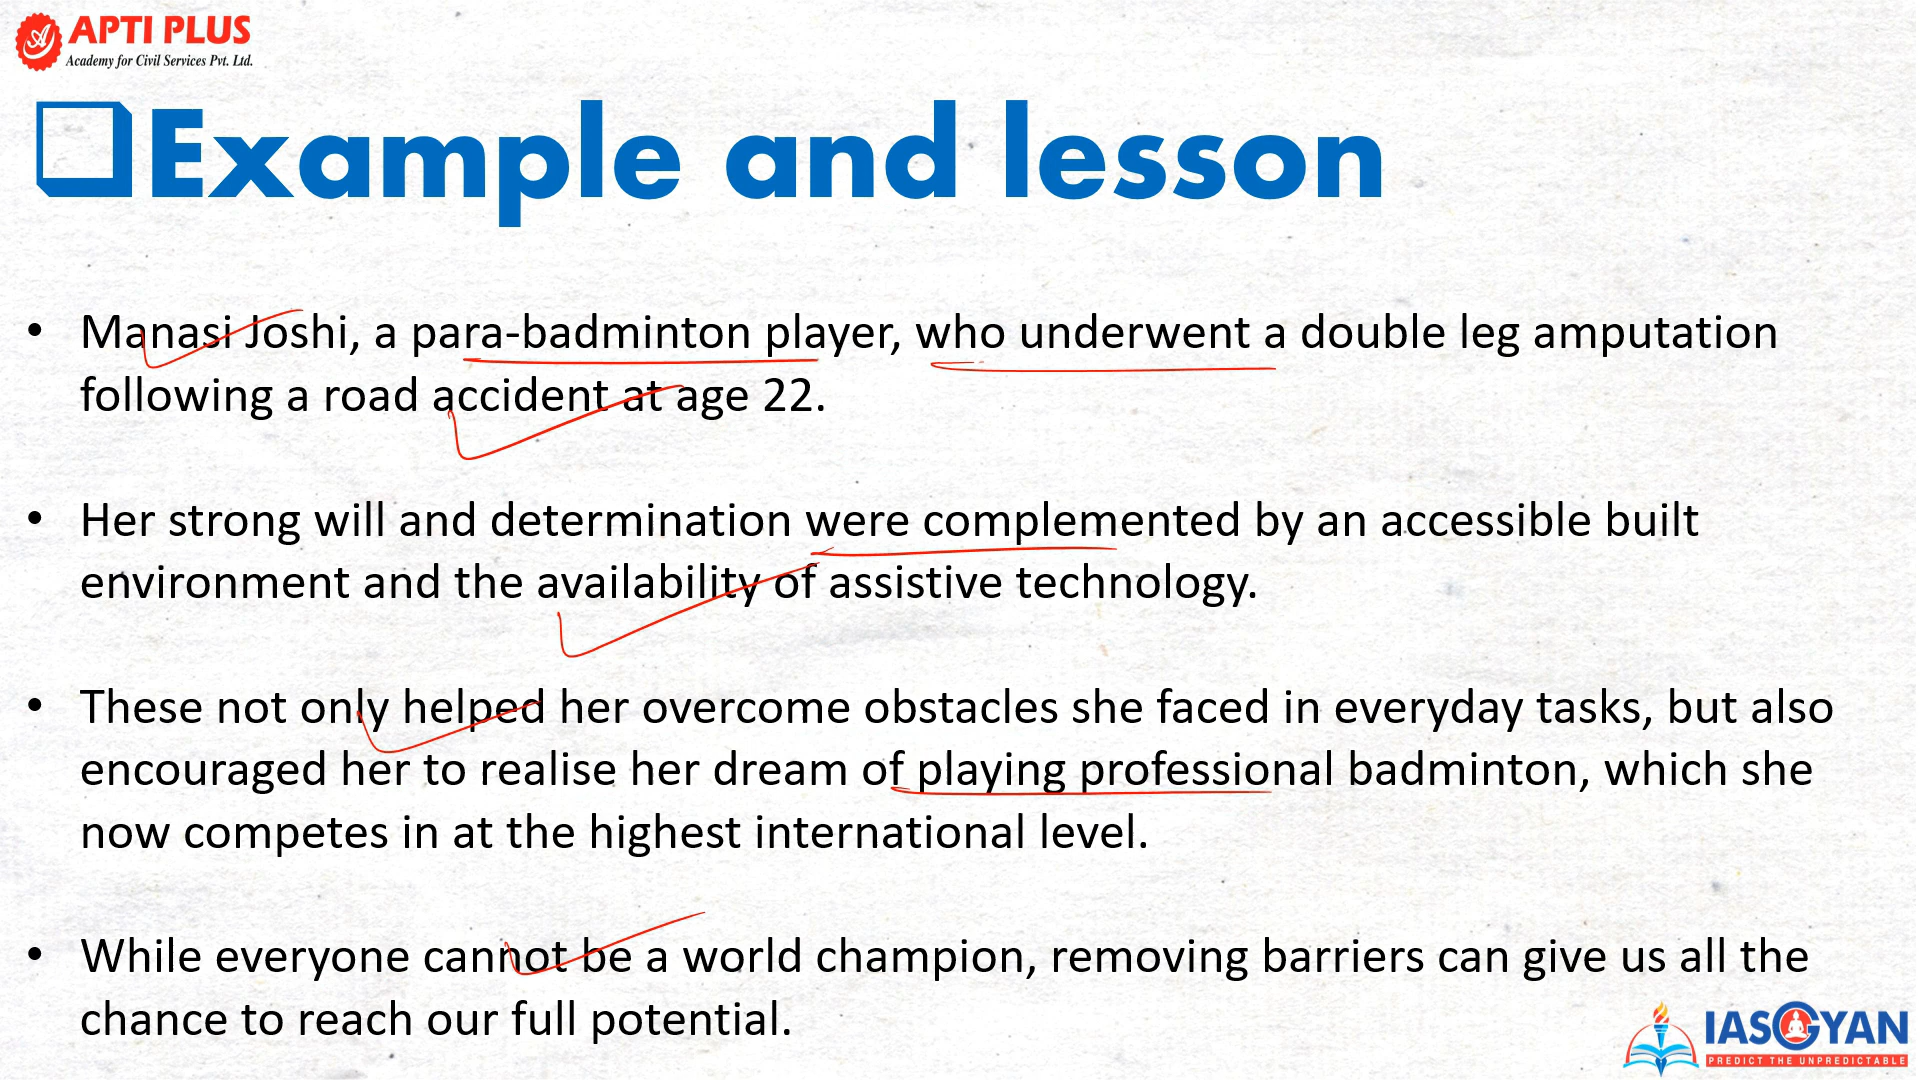 APTI PLUS
Academy for Civil Services Pvt. Ltd.
Example and lesson
• Manasi Joshi, a para-badminton player, who underwent a double leg amputation
following a road accident at age 22.
• Her strong will and determination were complemented by an accessible built
environment and the availability of assistive technology.
• These not only helped her overcome obstacles she faced in everyday tasks, but also
encouraged her to realise her dream of playing professional badminton, which she
now competes in at the highest international level.
• While everyone cannot be a world champion, removing barriers can give us all the
chance to reach our full potential.
IASGYAN
PREDICT THE UNPREDICTABLE